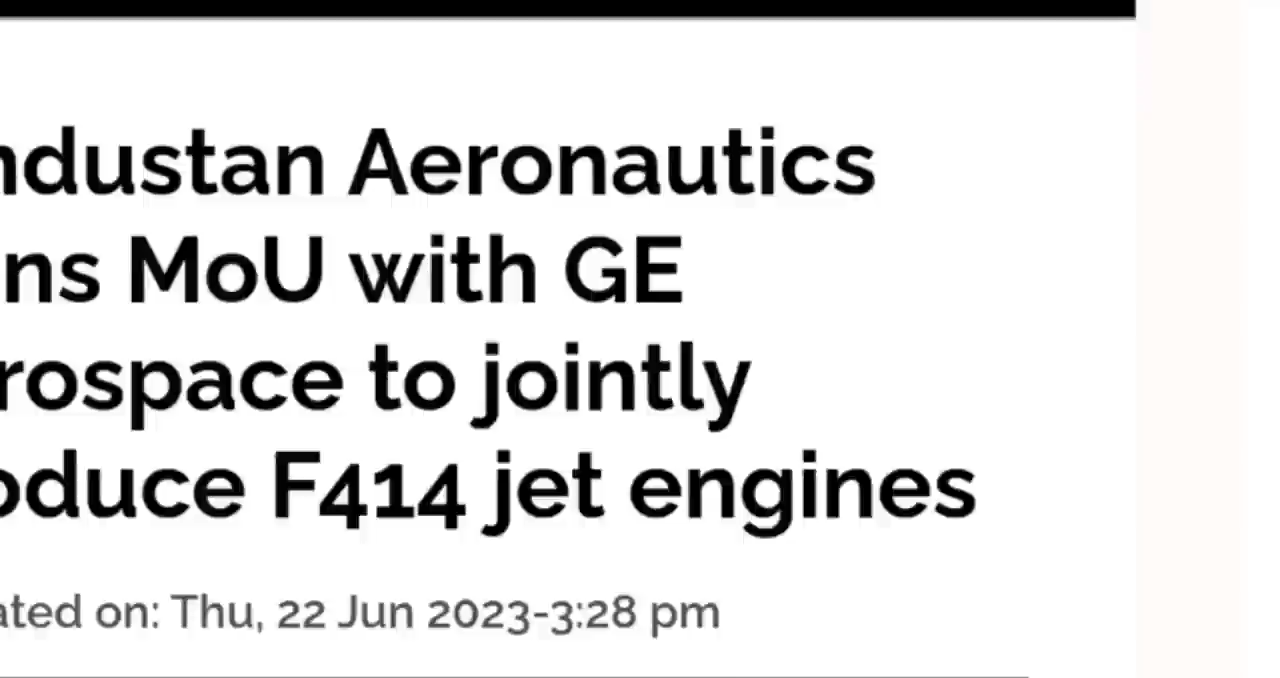 ndustan Aeronautics
ns MoU with GE
rospace to jointly
oduce F414 jet engines
ated on: Thu, 22 Jun 2023-3:28 pm